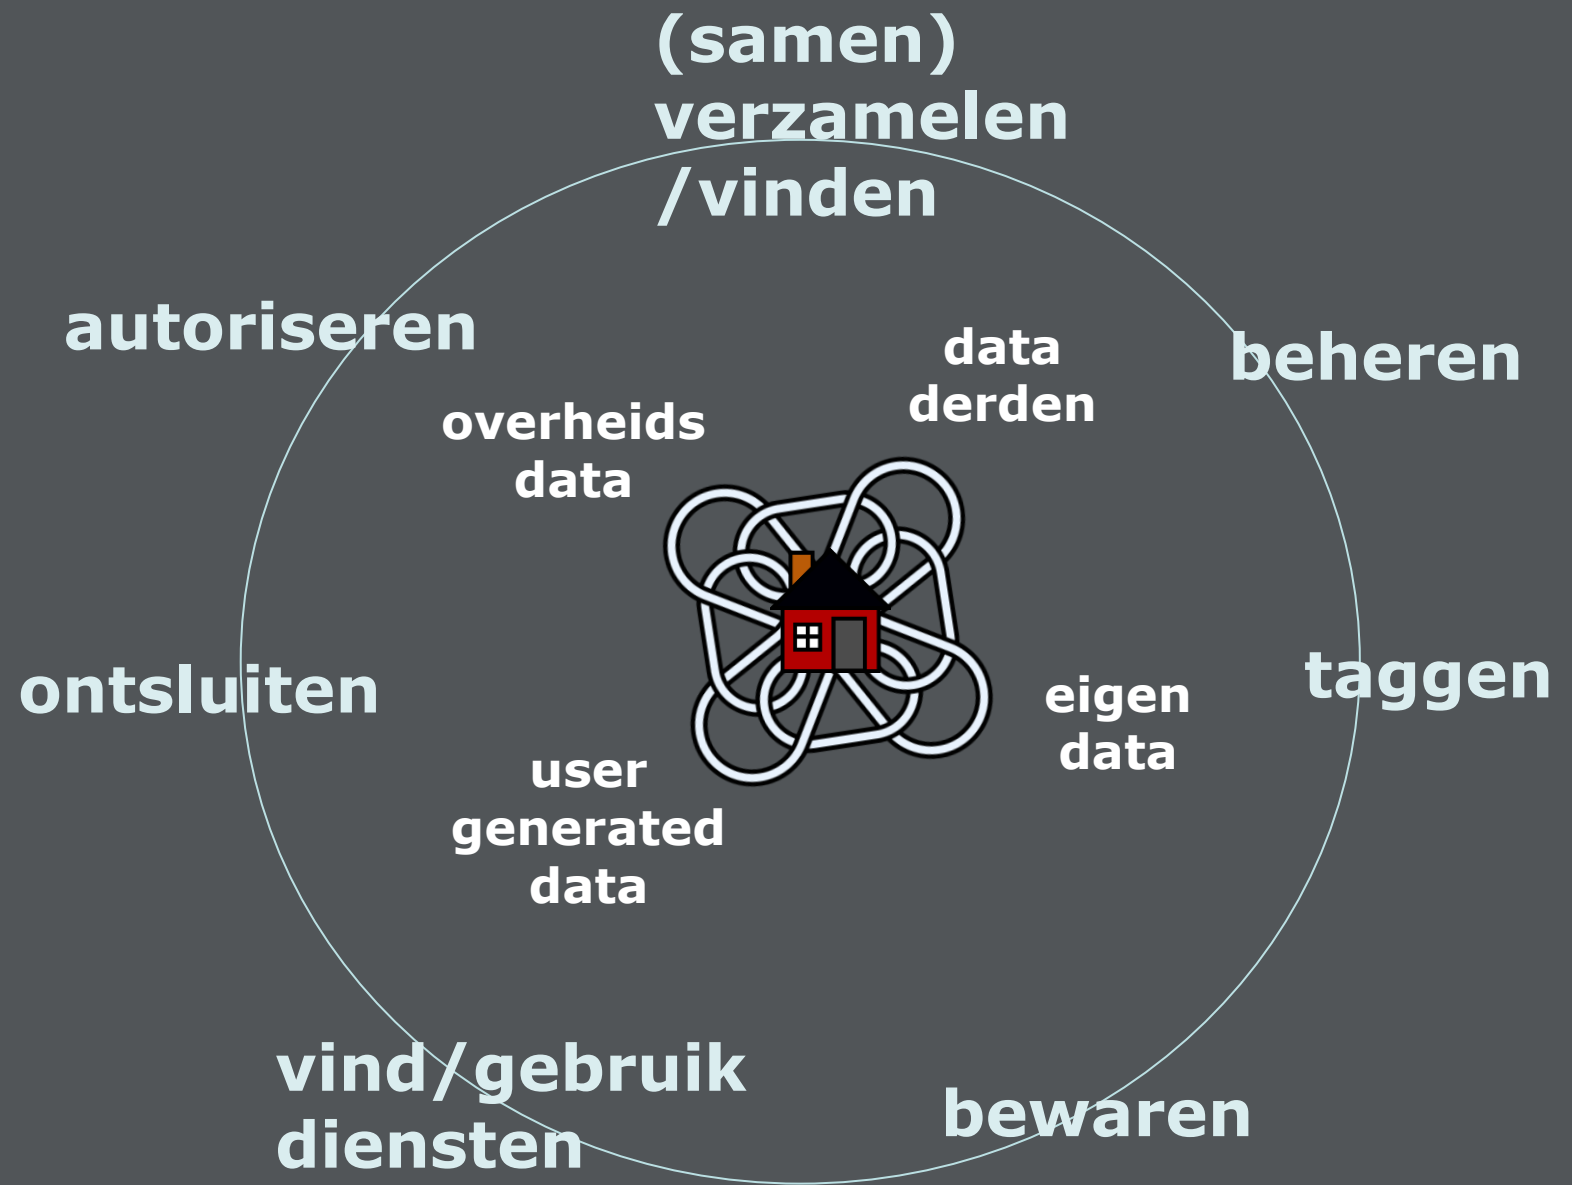 (samen)
verzamelen
/vinden
autoriseren
beheren
data
derden
overheids
data
ontsluiten
taggen
eigen
data
user
generated
data
vind/gebruik
diensten
bewaren